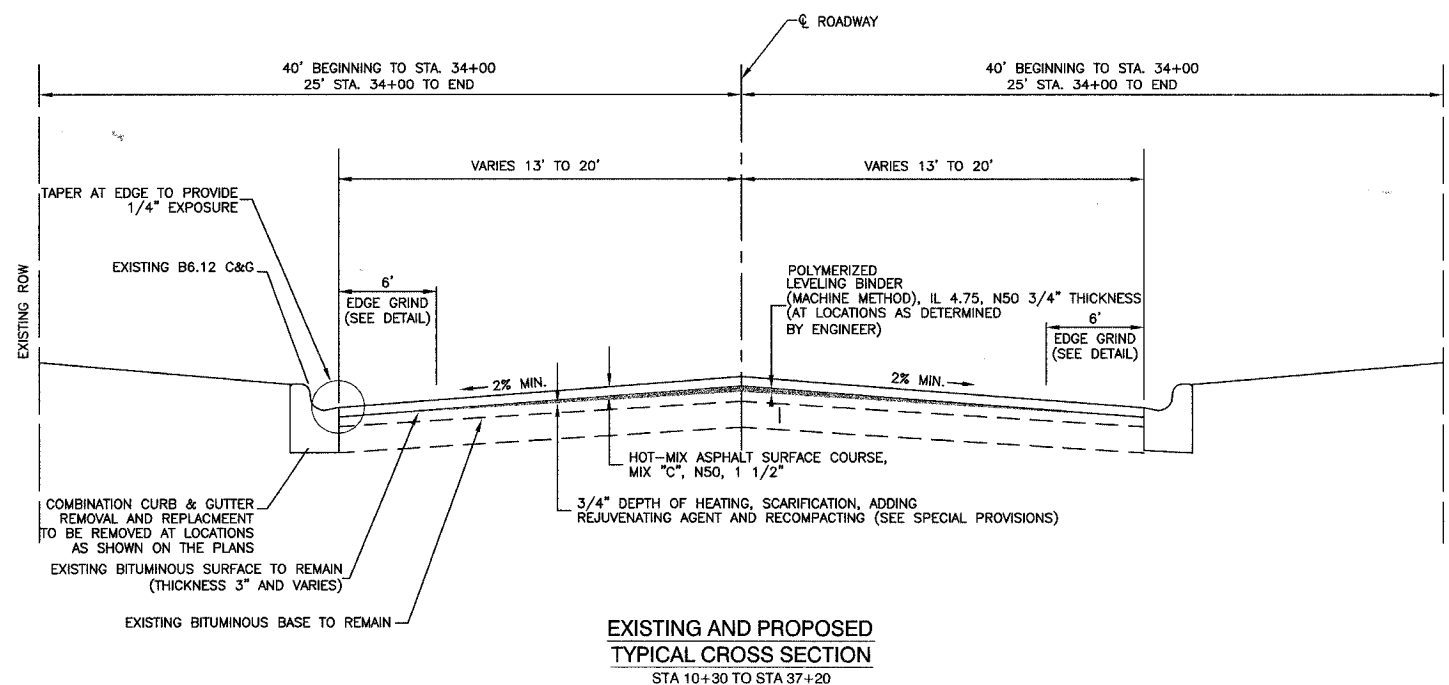 ℄ ROADWAY
40' BEGINNING TO STA. 34+00
25' STA. 34+00 TO END
40' BEGINNING TO STA. 34+00
25' STA. 34+00 TO END
VARIES 13' TO 20'
VARIES 13' TO 20'
TAPER AT EDGE TO PROVIDE
1/4" EXPOSURE
EXISTING B6.12 C&G
EXISTING ROW
6'
EDGE GRIND
(SEE DETAIL)
POLYMERIZED
LEVELING BINDER
(MACHINE METHOD), IL 4.75, N50 3/4" THICKNESS
(AT LOCATIONS AS DETERMINED
BY ENGINEER)
6'
EDGE GRIND
(SEE DETAIL)
2% MIN.
2% MIN.
HOT-MIX ASPHALT SURFACE COURSE,
MIX "C", N50, 1 1/2"
3/4" DEPTH OF HEATING, SCARIFICATION, ADDING
REJUVENATING AGENT AND RECOMPACTING (SEE SPECIAL PROVISIONS)
COMBINATION CURB & GUTTER
REMOVAL AND REPLACMEENT
TO BE REMOVED AT LOCATIONS
AS SHOWN ON THE PLANS
EXISTING BITUMINOUS SURFACE TO REMAIN
(THICKNESS 3" AND VARIES)
EXISTING BITUMINOUS BASE TO REMAIN
EXISTING AND PROPOSED
TYPICAL CROSS SECTION
STA 10+30 TO STA 37+20